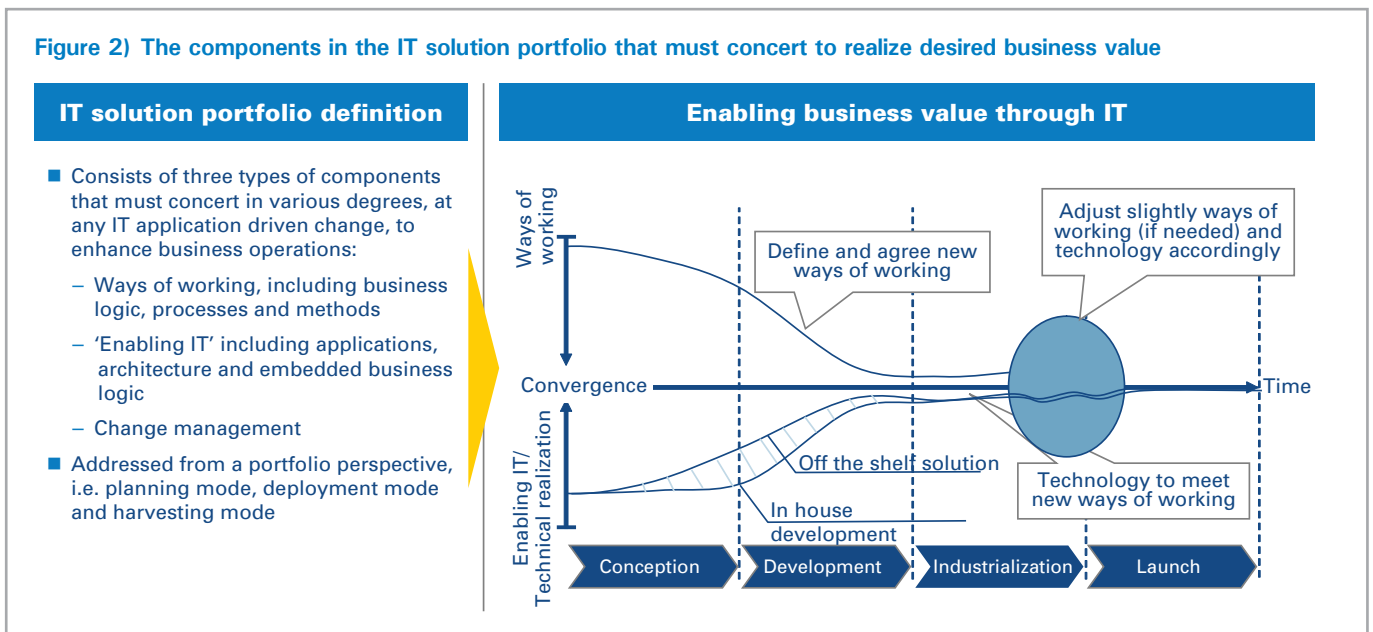 Figure 2) The components in the IT solution portfolio that must concert to realize desired business value
IT solution portfolio definition
■ Consists of three types of components
that must concert in various degrees, at
any IT application driven change, to
enhance business operations:
– Ways of working, including business
logic, processes and methods
– ‘Enabling IT’ including applications,
architecture and embedded business
logic
– Change management
■ Addressed from a portfolio perspective,
i.e. planning mode, deployment mode
and harvesting mode
Enabling business value through IT
Ways of
working
Define and agree new
ways of working
Adjust slightly ways of
working (if needed) and
technology accordingly
Convergence
Time
Enabling IT/
Technical realization
Off the shelf solution
In house
development
Technology to meet
new ways of working
Conception
Development
Industrialization
Launch